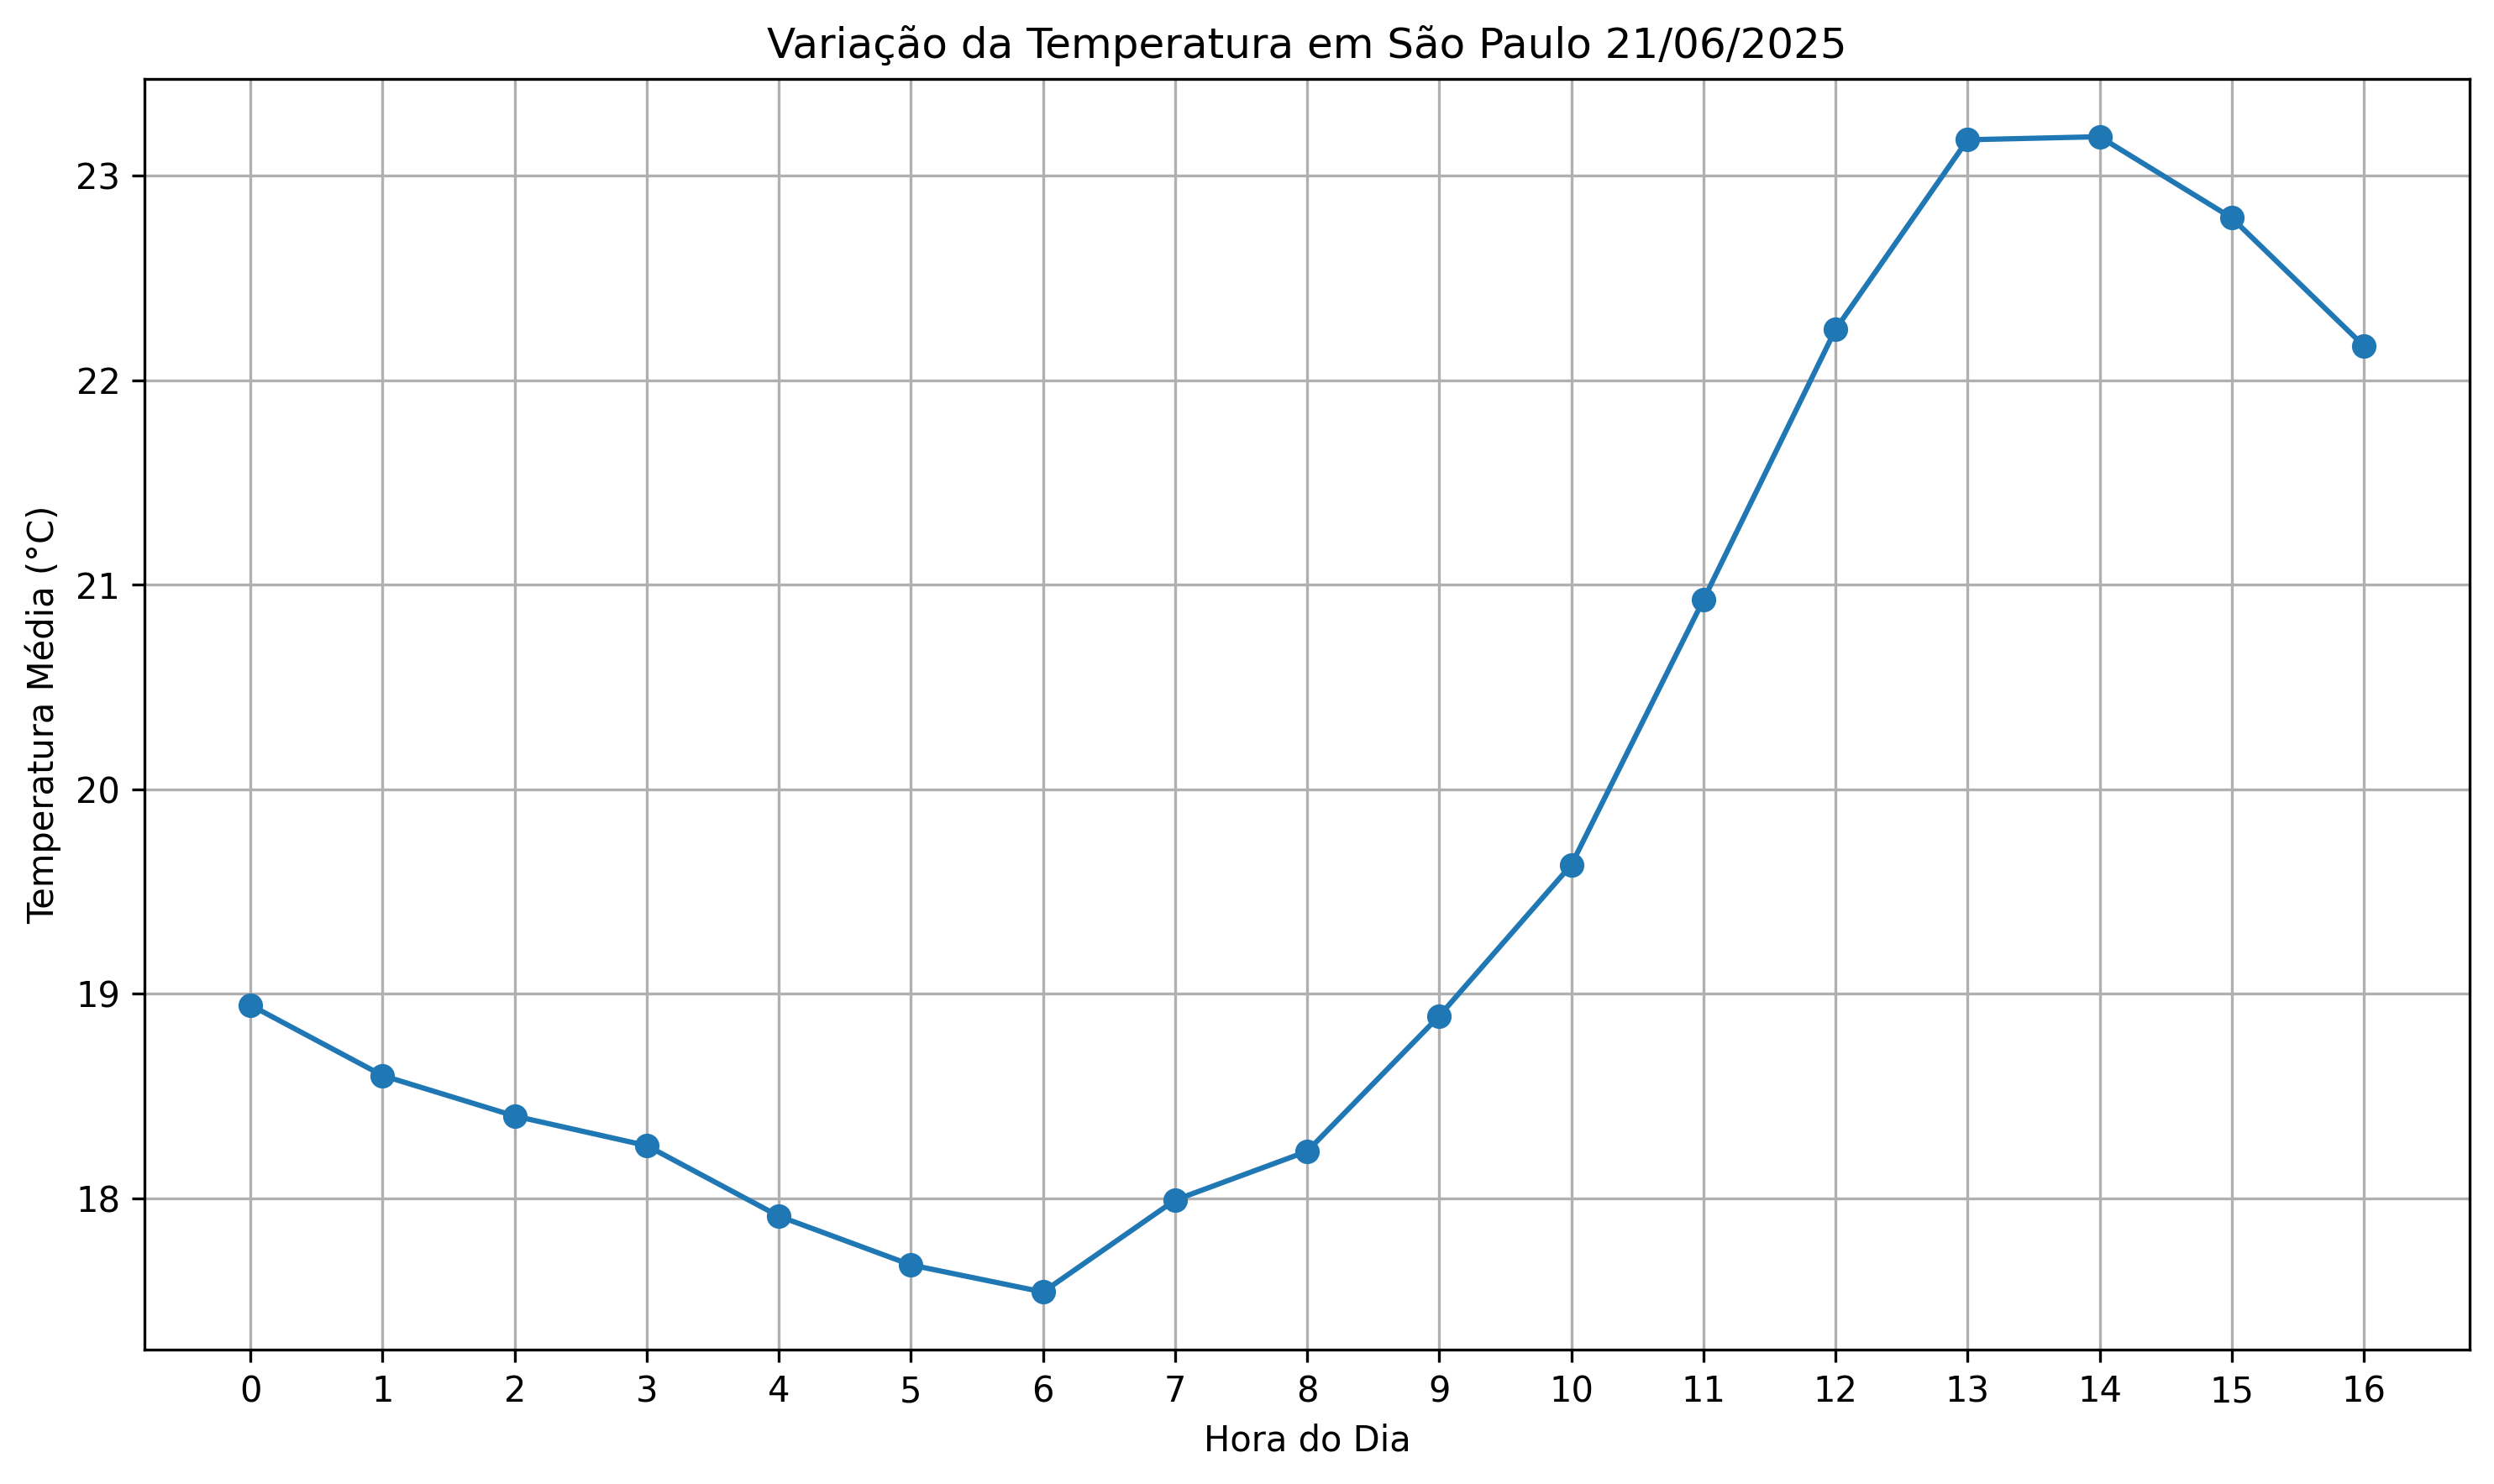 Variação da Temperatura em São Paulo 21/06/2025
Temperatura Média (°C)
23
22
21
20
19
18
0 1 2 3 4 5 6 7 8 9 10 11 12 13 14 15 16
Hora do Dia